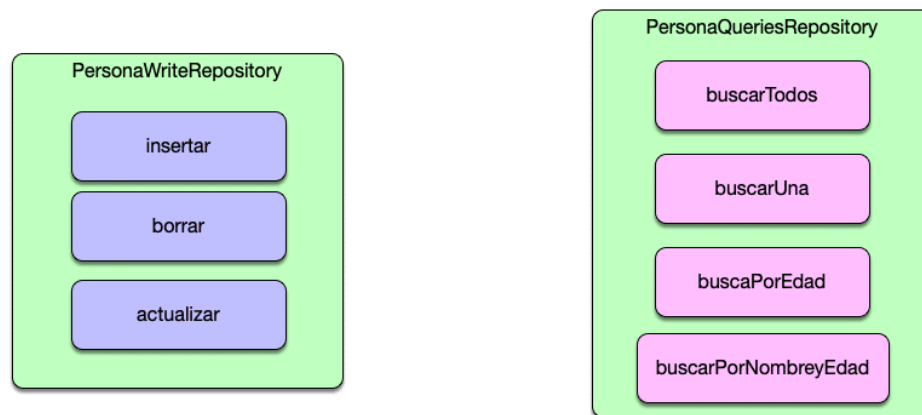 PersonaWriteRepository
insertar
borrar
actualizar
PersonaQueriesRepository
buscarTodos
buscarUna
buscaPorEdad
buscarPorNombreyEdad